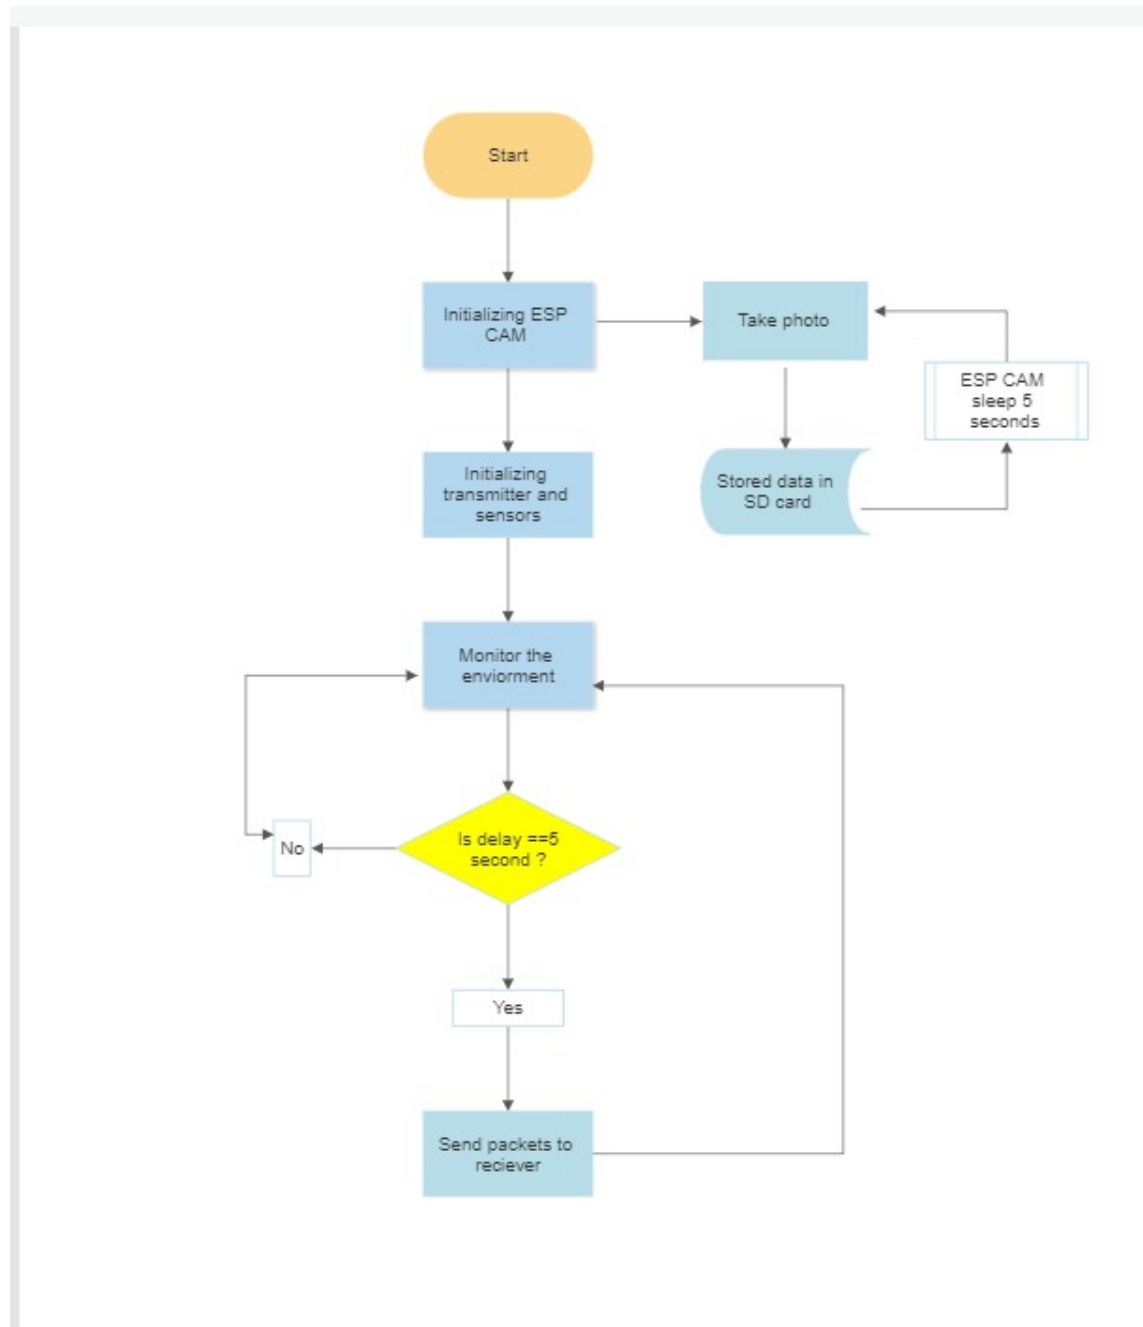 Start
Initializing ESP
CAM
Take photo
ESP CAM
sleep 5
seconds
Initializing
transmitter and
sensors
Stored data in
SD card
Monitor the
enviorment
Is delay ==5
second ?
No
Yes
Send packets to
reciever